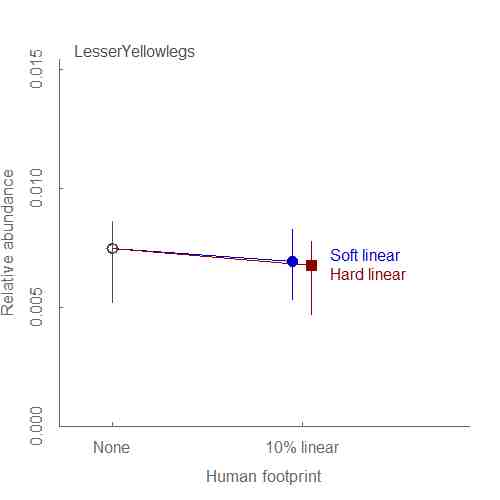 LesserYellowlegs
0.015
0.010
0.005
0.000
Relative abundance
Soft linear
Hard linear
None
10% linear
Human footprint